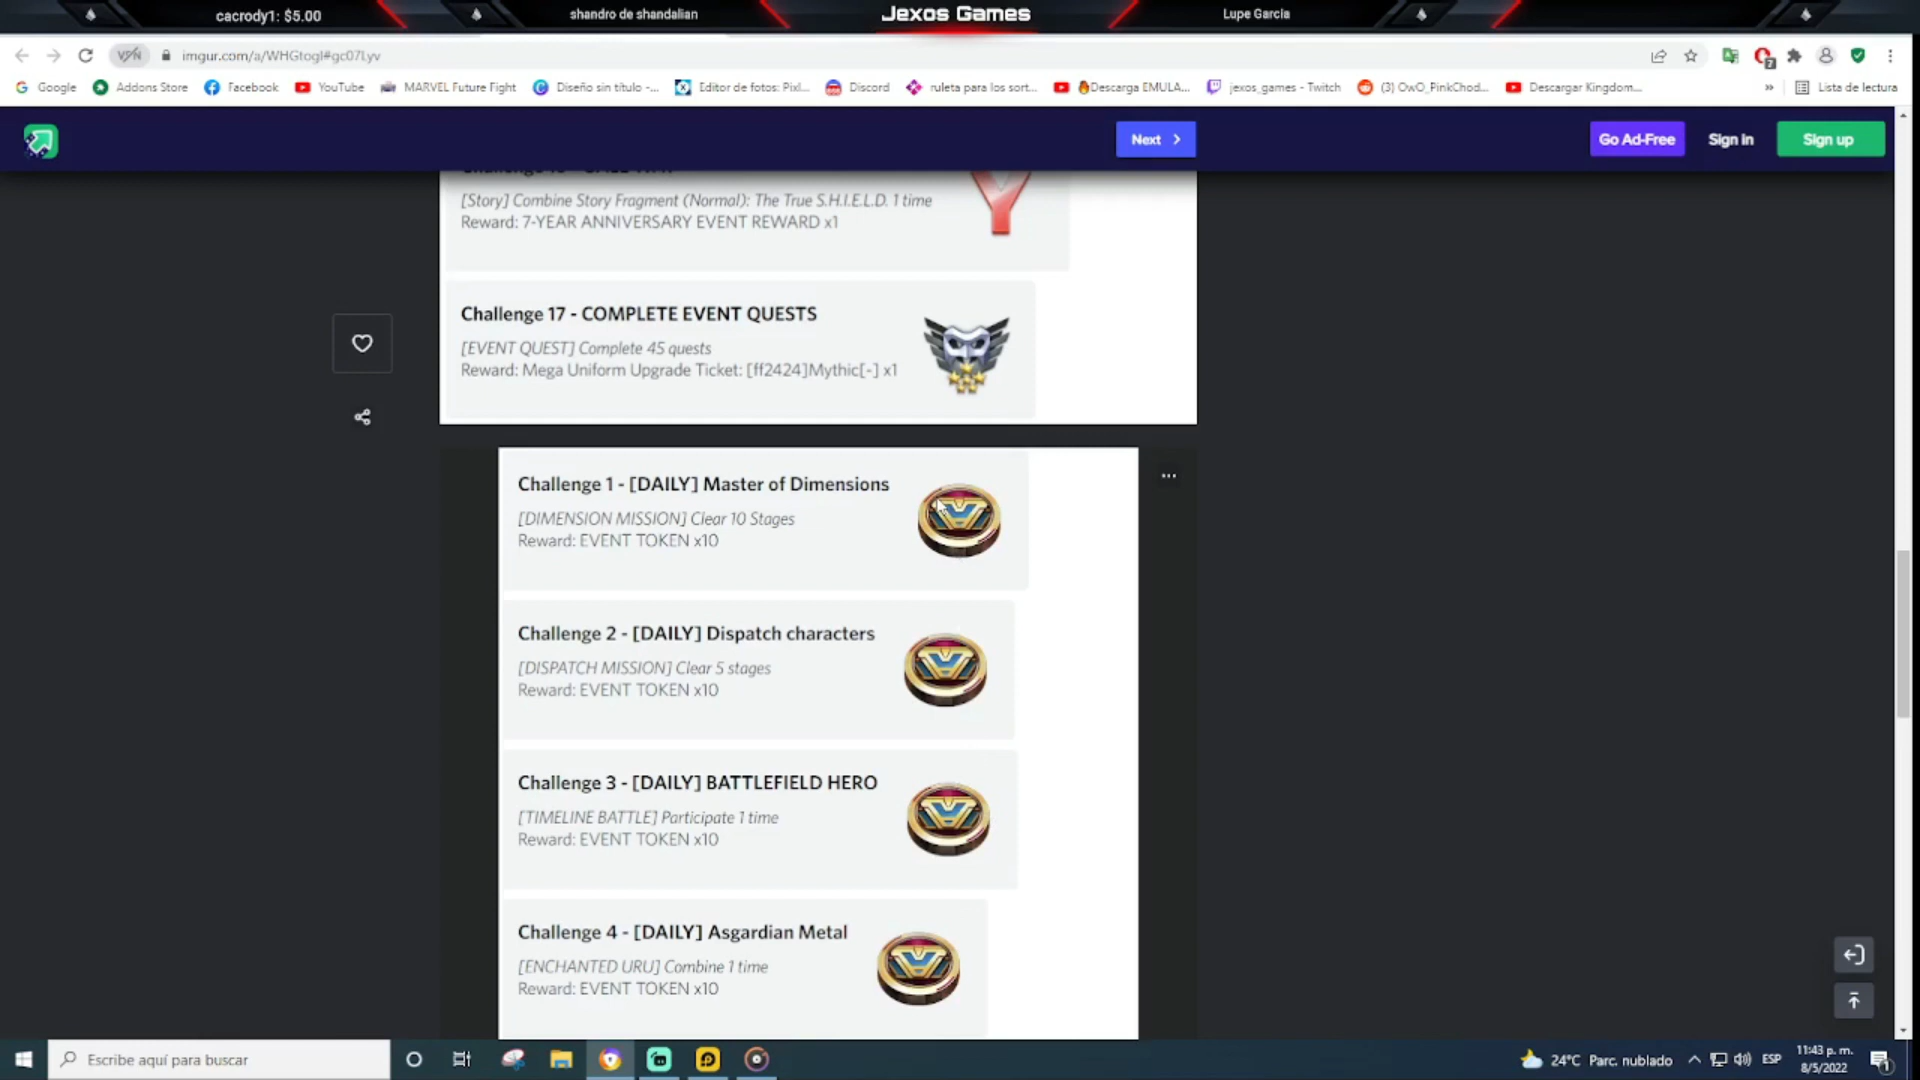 cacrody1: $5.00
shandro de shandalian
Jexos Games
Lupe Garcia
VPN
imgur.com/a/WHGtogI#gc07Lyv
Google
Addons Store
Facebook
YouTube
MARVEL Future Fight
Diseño sin título -...
Editor de fotos: Pixl...
Discord
ruleta para los sort...
Descarga EMULA...
jexos_games - Twitch
(3) OwO_PinkChod...
Descargar Kingdom...
»
Lista de lectura
Next
Go Ad-Free
Sign in
Sign up
[Story] Combine Story Fragment (Normal): The True S.H.I.E.L.D. 1 time
Reward: 7-YEAR ANNIVERSARY EVENT REWARD x1
Challenge 17 - COMPLETE EVENT QUESTS
[EVENT QUEST] Complete 45 quests
Reward: Mega Uniform Upgrade Ticket: [ff2424]Mythic[-] x1
Challenge 1 - [DAILY] Master of Dimensions
[DIMENSION MISSION] Clear 10 Stages
Reward: EVENT TOKEN x10
Challenge 2 - [DAILY] Dispatch characters
[DISPATCH MISSION] Clear 5 stages
Reward: EVENT TOKEN x10
Challenge 3 - [DAILY] BATTLEFIELD HERO
[TIMELINE BATTLE] Participate 1 time
Reward: EVENT TOKEN x10
Challenge 4 - [DAILY] Asgardian Metal
[ENCHANTED URU] Combine 1 time
Reward: EVENT TOKEN x10
Escribe aquí para buscar
24°C Parc. nublado
ESP
11:43 p. m.
8/5/2022